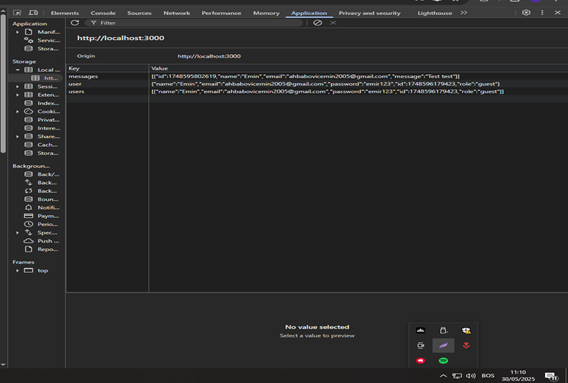 Elements Console Sources Network Performance Memory Application Privacy and security Lighthouse
Application
Filter
Manif...
Servic...
Stora...
http://localhost:3000
Origin http://localhost:3000
Storage
Local ...
htt...
Sessi...
Exten...
Index...
Cooki...
Privat...
Intere...
Share...
Cach...
Stora...
Key Value
messages [{"id":1748595802619,"name":"Emin","email":"ahbabovicemin2005@gmail.com","message":"Test test"}]
user {"name":"Emin","email":"ahbabovicemin2005@gmail.com","password":"emir123","id":1748596179423,"role":"guest"}
users [{"name":"Emin","email":"ahbabovicemin2005@gmail.com","password":"emir123","id":1748596179423,"role":"guest"}]
Backgroun...
Back/...
Back...
Back...
Boun...
Notifi...
Paym...
Perio...
Spec...
Push ...
Repo...
Frames
top
No value selected
Select a value to preview
BOS
11:10
30/05/2025